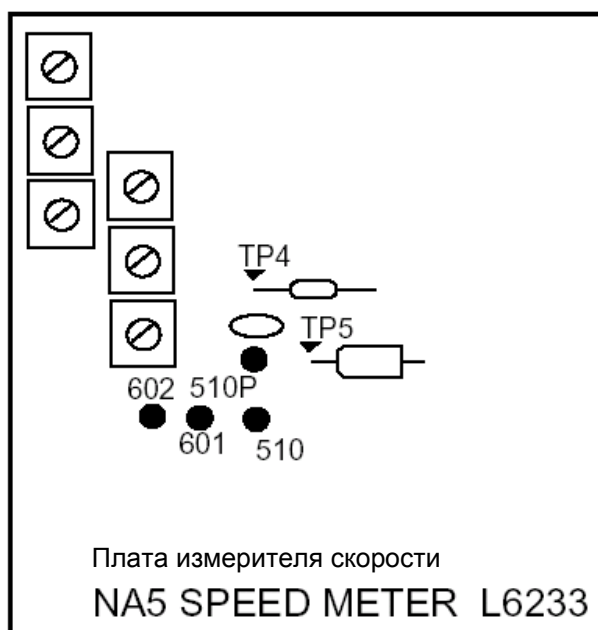 TP4
TP5
602 510P
601 510
Плата измерителя скорости
NA5 SPEED METER L6233